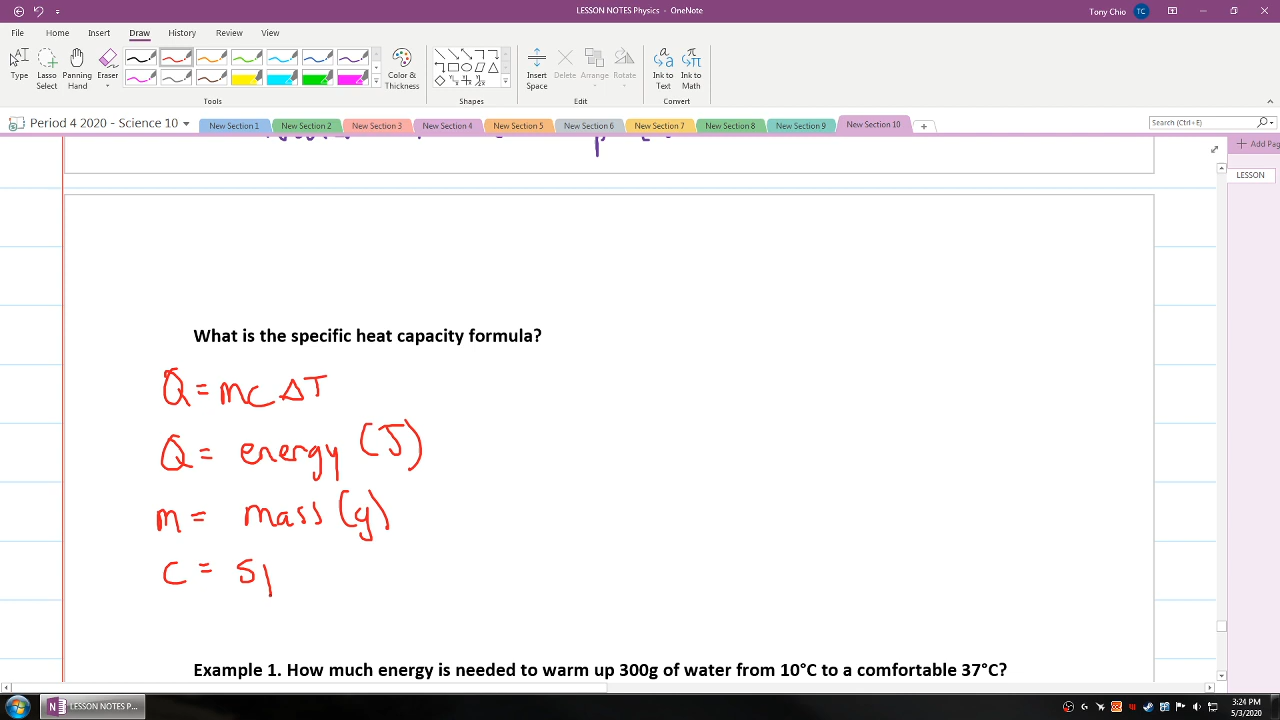 LESSON NOTES Physics - OneNote
Tony Chio TC
File Home Insert Draw History Review View
Type Lasso Select Panning Hand Eraser Color & Thickness Insert Space Delete Arrange Rotate Ink to Text Ink to Math
Tools Shapes Edit Convert
Period 4 2020 - Science 10 New Section 1 New Section 2 New Section 3 New Section 4 New Section 5 New Section 6 New Section 7 New Section 8 New Section 9 New Section 10 Search (Ctrl+E)
Add Pag
LESSON
What is the specific heat capacity formula?
Q = mc ΔT
Q = energy (J)
m = mass (g)
c = sp
Example 1. How much energy is needed to warm up 300g of water from 10°C to a comfortable 37°C?
LESSON NOTES P...
3:24 PM
5/3/2020